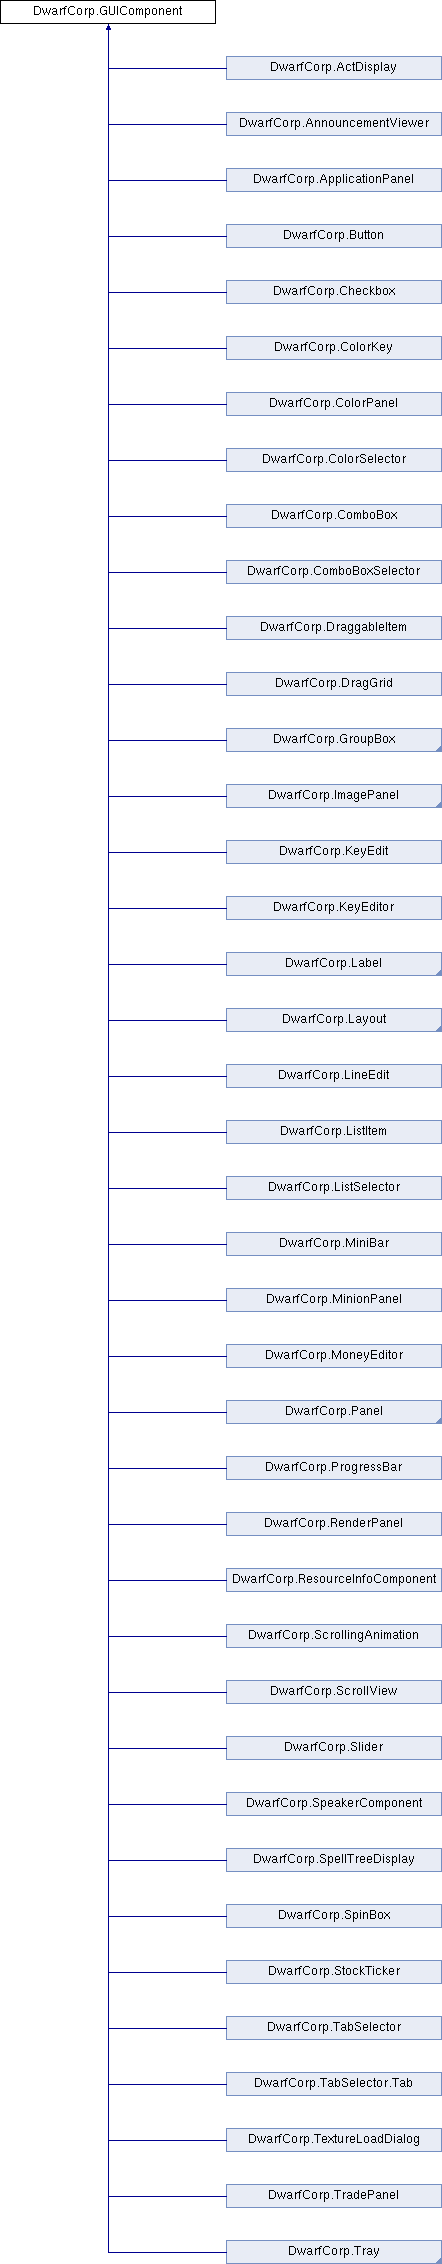 DwarfCorp.GUIComponent
DwarfCorp.ActDisplay
DwarfCorp.AnnouncementViewer
DwarfCorp.ApplicationPanel
DwarfCorp.Button
DwarfCorp.Checkbox
DwarfCorp.ColorKey
DwarfCorp.ColorPanel
DwarfCorp.ColorSelector
DwarfCorp.ComboBox
DwarfCorp.ComboBoxSelector
DwarfCorp.DraggableItem
DwarfCorp.DragGrid
DwarfCorp.GroupBox
DwarfCorp.ImagePanel
DwarfCorp.KeyEdit
DwarfCorp.KeyEditor
DwarfCorp.Label
DwarfCorp.Layout
DwarfCorp.LineEdit
DwarfCorp.ListItem
DwarfCorp.ListSelector
DwarfCorp.MiniBar
DwarfCorp.MinionPanel
DwarfCorp.MoneyEditor
DwarfCorp.Panel
DwarfCorp.ProgressBar
DwarfCorp.RenderPanel
DwarfCorp.ResourceInfoComponent
DwarfCorp.ScrollingAnimation
DwarfCorp.ScrollView
DwarfCorp.Slider
DwarfCorp.SpeakerComponent
DwarfCorp.SpellTreeDisplay
DwarfCorp.SpinBox
DwarfCorp.StockTicker
DwarfCorp.TabSelector
DwarfCorp.TabSelector.Tab
DwarfCorp.TextureLoadDialog
DwarfCorp.TradePanel
DwarfCorp.Tray